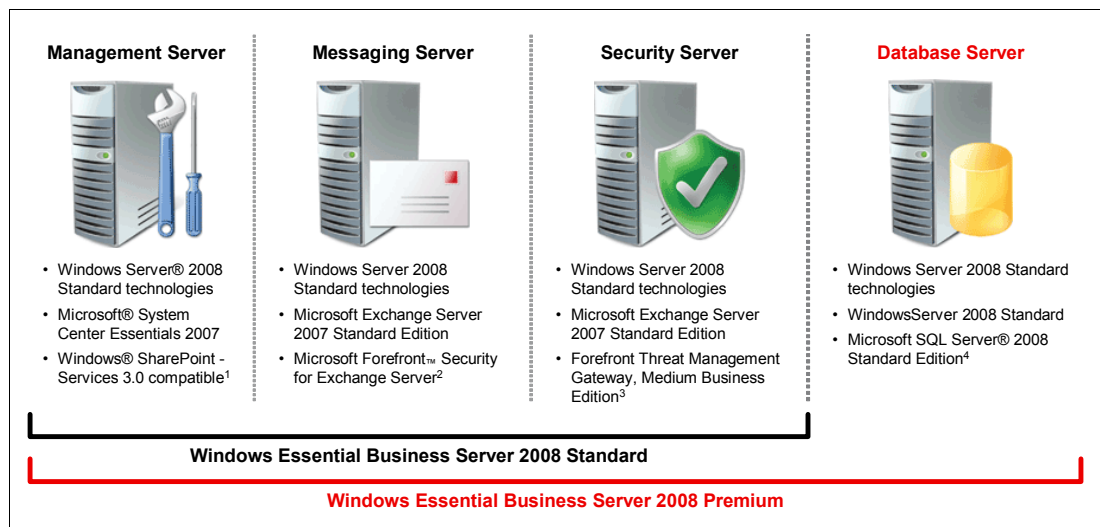 Management Server
• Windows Server® 2008
Standard technologies
• Microsoft® System
Center Essentials 2007
• Windows® SharePoint -
Services 3.0 compatible¹
Messaging Server
• Windows Server 2008
Standard technologies
• Microsoft Exchange Server
2007 Standard Edition
• Microsoft Forefront™ Security
for Exchange Server²
Security Server
• Windows Server 2008
Standard technologies
• Microsoft Exchange Server
2007 Standard Edition
• Forefront Threat Management
Gateway, Medium Business
Edition³
Database Server
• Windows Server 2008 Standard
technologies
• WindowsServer 2008 Standard
• Microsoft SQL Server® 2008
Standard Edition⁴
Windows Essential Business Server 2008 Standard
Windows Essential Business Server 2008 Premium